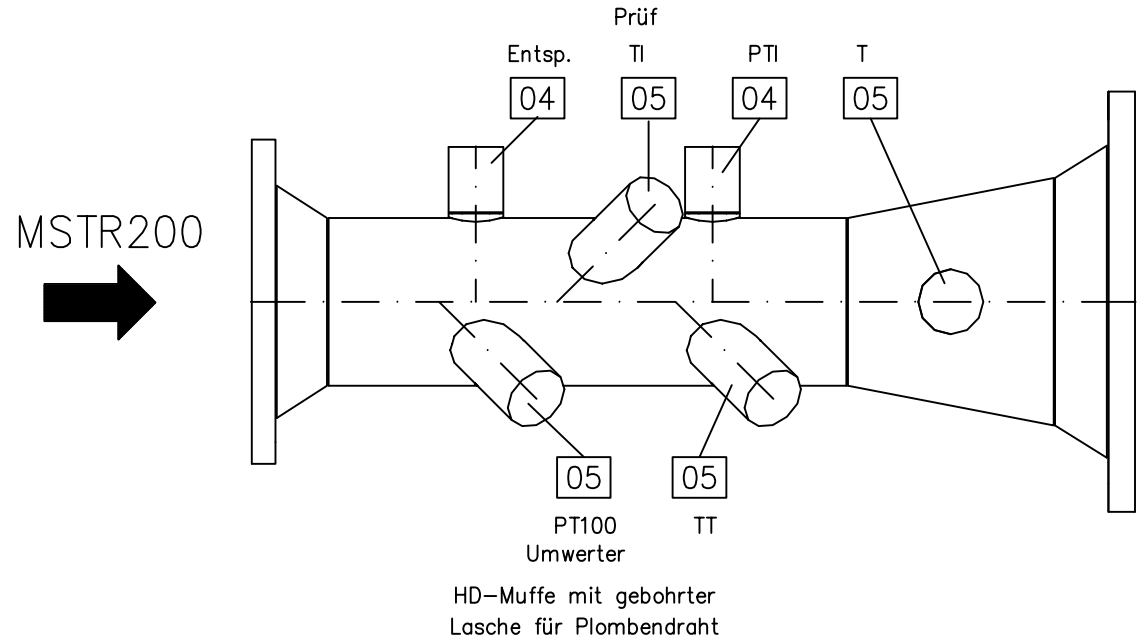 Prüf
Entsp. TI PTI T
04 05 04 05
MSTR200
05 05
PT100 TT
Umwerter
HD-Muffe mit gebohrter
Lasche für Plombendraht